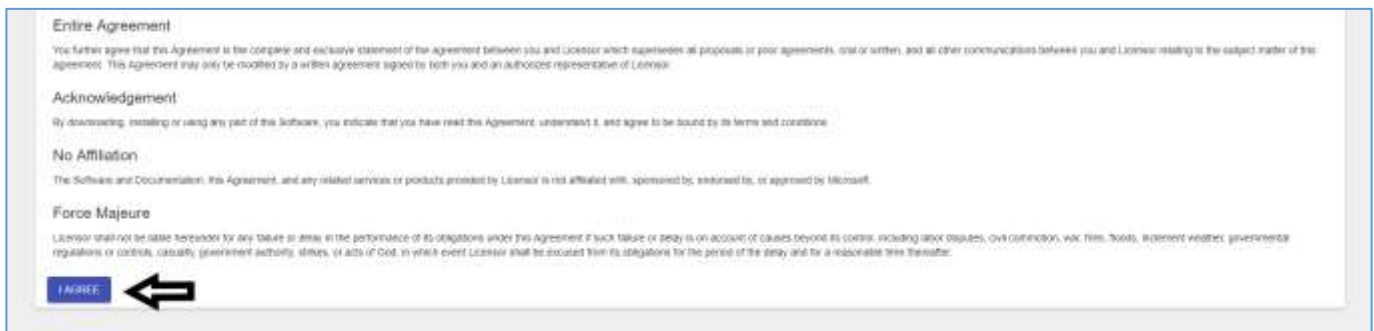 Entire Agreement
You further agree that this Agreement is the complete and exclusive statement of the agreement between you and Licensor which supersedes all proposals or prior agreements, oral or written, and all other communications between you and Licensor relating to the subject matter of this
agreement. This Agreement may only be modified by a written agreement signed by both you and an authorized representative of Licensor.
Acknowledgement
By downloading, installing or using any part of this Software, you indicate that you have read this Agreement, understand it, and agree to be bound by its terms and conditions.
No Affiliation
The Software and Documentation, this Agreement, and any related services or products provided by Licensor is not affiliated with, sponsored by, endorsed by, or approved by Microsoft.
Force Majeure
Licensor shall not be liable hereunder for any failure or delay in the performance of its obligations under this Agreement if such failure or delay is on account of causes beyond its control, including labor disputes, civil commotion, war, fires, floods, inclement weather, governmental
regulations or controls, casualty, government authority, strikes, or acts of God, in which event Licensor shall be excused from its obligations for the period of the delay and for a reasonable time thereafter.
I AGREE